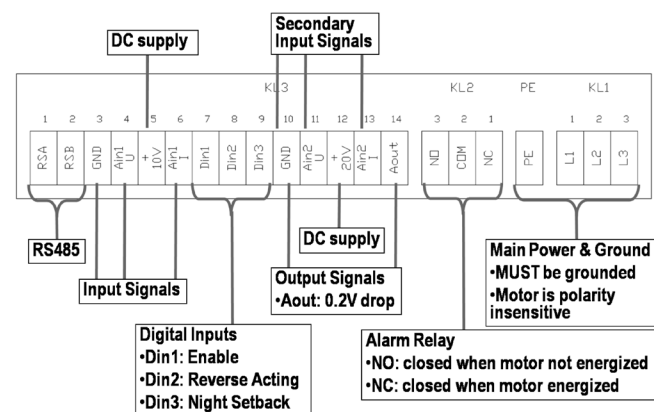 DC supply
Secondary
Input Signals
KL3
KL2
PE
KL1
1 2 3 4 5 6 7 8 9 10 11 12 13 14
3 2 1
1 2 3
RSA
RSB
GND
Ain1 U
+ 10V
Ain1 I
Din1
Din2
Din3
GND
Ain2 U
+ 20V
Ain2 I
Aout
NO
COM
NC
PE
L1
L2
L3
RS485
Input Signals
DC supply
Output Signals
•Aout: 0.2V drop
Main Power & Ground
•MUST be grounded
•Motor is polarity
insensitive
Digital Inputs
•Din1: Enable
•Din2: Reverse Acting
•Din3: Night Setback
Alarm Relay
•NO: closed when motor not energized
•NC: closed when motor energized